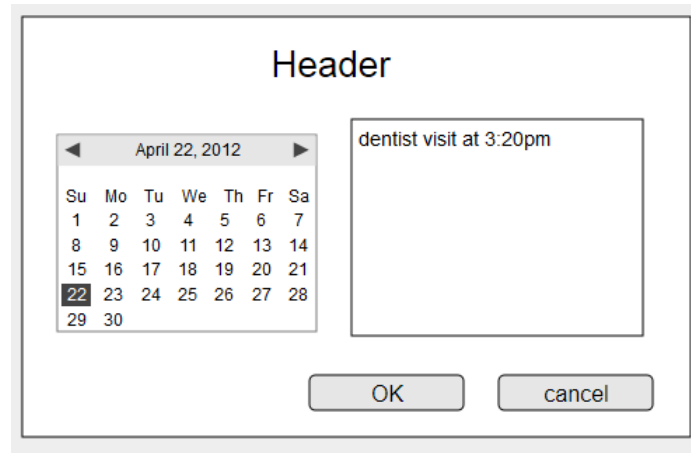 Header
◀ April 22, 2012 ▶
Su Mo Tu We Th Fr Sa
1 2 3 4 5 6 7
8 9 10 11 12 13 14
15 16 17 18 19 20 21
22 23 24 25 26 27 28
29 30
dentist visit at 3:20pm
OK cancel